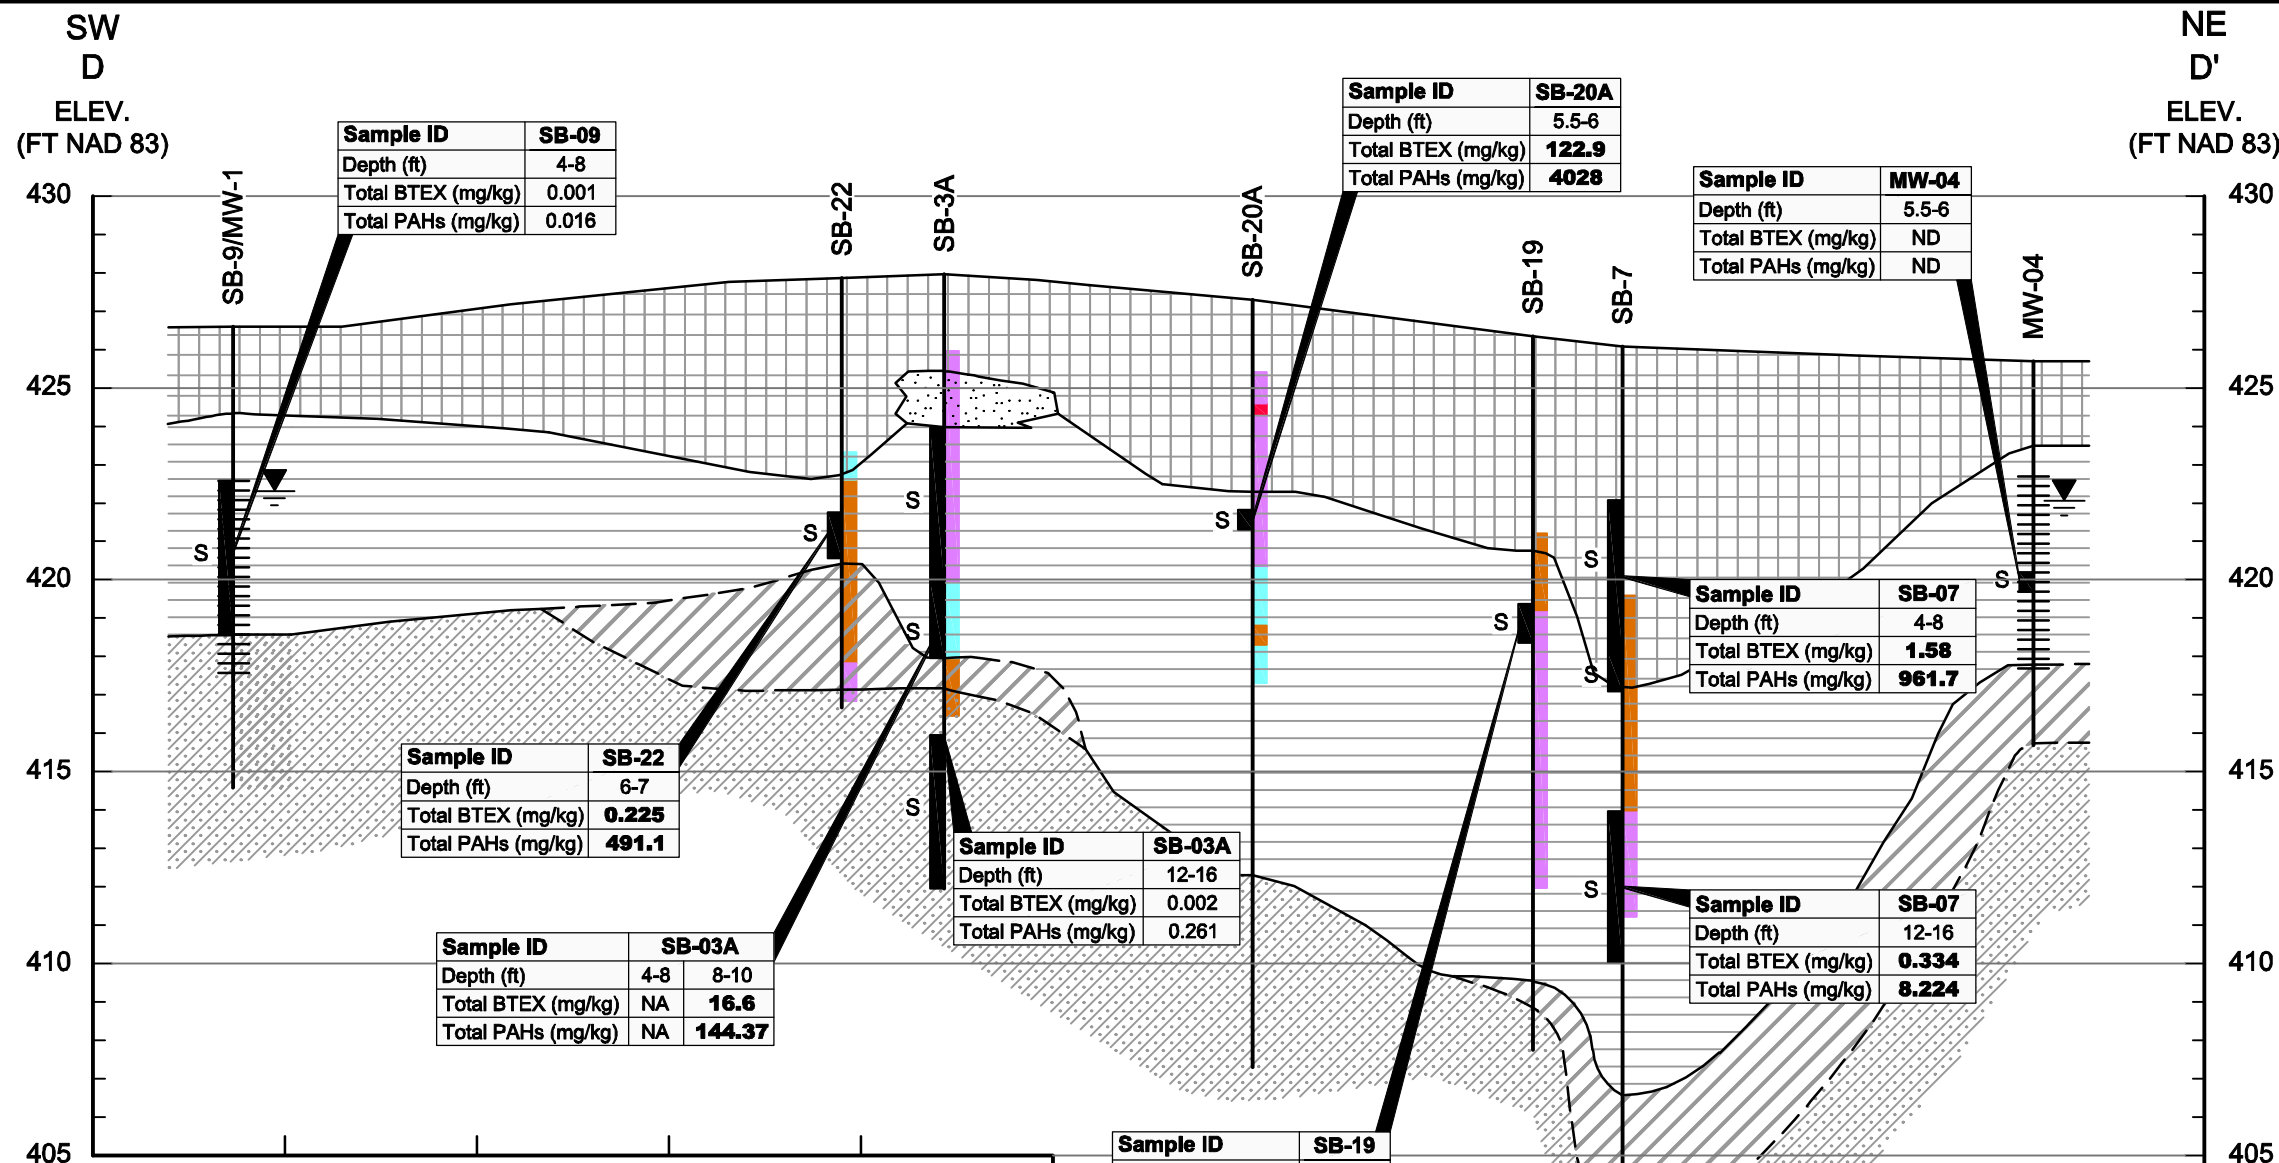 SW
D
ELEV.
(FT NAD 83)
NE
D'
ELEV.
(FT NAD 83)
430
425
420
415
410
405
430
425
420
415
410
405
SB-9/MW-1
SB-22
SB-3A
SB-20A
SB-19
SB-7
MW-04
Sample ID SB-09
Depth (ft) 4-8
Total BTEX (mg/kg) 0.001
Total PAHs (mg/kg) 0.016
Sample ID SB-20A
Depth (ft) 5.5-6
Total BTEX (mg/kg) 122.9
Total PAHs (mg/kg) 4028
Sample ID MW-04
Depth (ft) 5.5-6
Total BTEX (mg/kg) ND
Total PAHs (mg/kg) ND
S
S
S
S
S
S
S
S
S
S
S
Sample ID SB-07
Depth (ft) 4-8
Total BTEX (mg/kg) 1.58
Total PAHs (mg/kg) 961.7
Sample ID SB-22
Depth (ft) 6-7
Total BTEX (mg/kg) 0.225
Total PAHs (mg/kg) 491.1
Sample ID SB-03A
Depth (ft) 12-16
Total BTEX (mg/kg) 0.002
Total PAHs (mg/kg) 0.261
Sample ID SB-07
Depth (ft) 12-16
Total BTEX (mg/kg) 0.334
Total PAHs (mg/kg) 8.224
Sample ID SB-03A
Depth (ft) 4-8 8-10
Total BTEX (mg/kg) NA 16.6
Total PAHs (mg/kg) NA 144.37
Sample ID SB-19